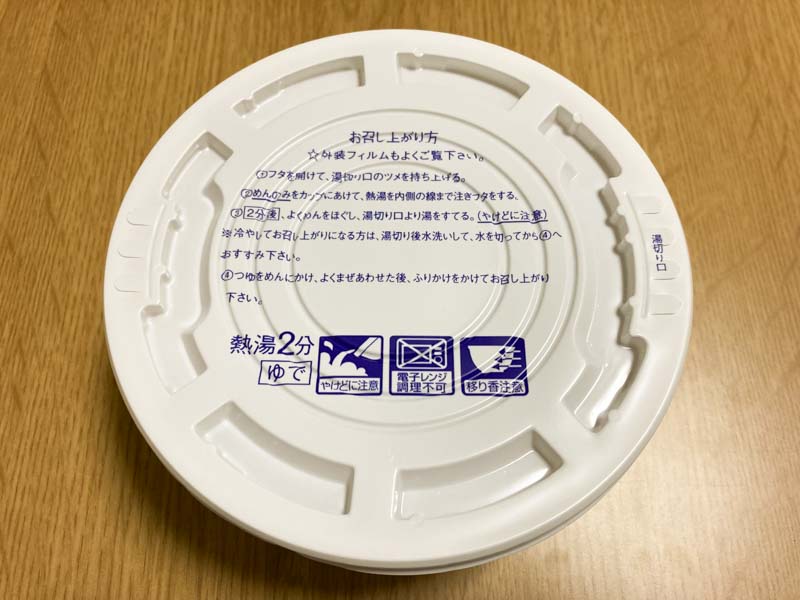 お召し上がり方
☆外装フィルムもよくご覧下さい。
①フタを開けて、湯切り口のツメを持ち上げる。
②めんのみをカップにあけて、熱湯を内側の線まで注ぎフタをする。
③2分後、よくめんをほぐし、湯切り口より湯をすてる。(やけどに注意)
※冷やしてお召し上がりになる方は、湯切り後水洗いして、水を切ってから④へ
おすすみ下さい。
④つゆをめんにかけ、よくまぜあわせた後、ふりかけをかけてお召し上がり
下さい。
湯切り口
熱湯2分
ゆで
やけどに注意
電子レンジ
調理不可
移り香注意